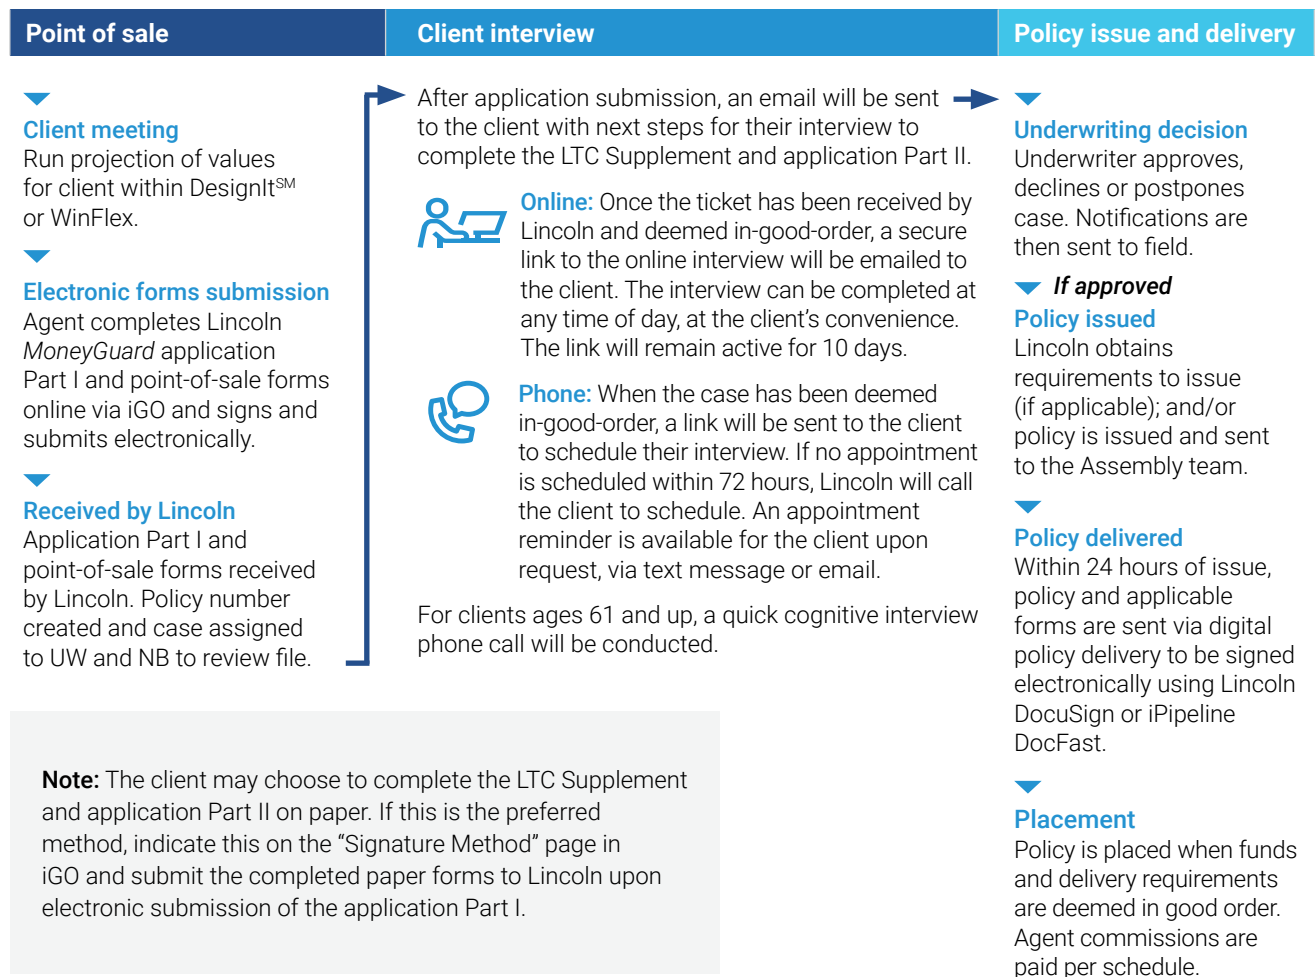 Point of sale
Client meeting
Run projection of values
for client within DesignIt℠
or WinFlex.
Electronic forms submission
Agent completes Lincoln
MoneyGuard application
Part I and point-of-sale forms
online via iGO and signs and
submits electronically.
Received by Lincoln
Application Part I and
point-of-sale forms received
by Lincoln. Policy number
created and case assigned
to UW and NB to review file.
Client interview
After application submission, an email will be sent
to the client with next steps for their interview to
complete the LTC Supplement and application Part II.
Online: Once the ticket has been received by
Lincoln and deemed in-good-order, a secure
link to the online interview will be emailed to
the client. The interview can be completed at
any time of day, at the client’s convenience.
The link will remain active for 10 days.
Phone: When the case has been deemed
in-good-order, a link will be sent to the client
to schedule their interview. If no appointment
is scheduled within 72 hours, Lincoln will call
the client to schedule. An appointment
reminder is available for the client upon
request, via text message or email.
For clients ages 61 and up, a quick cognitive interview
phone call will be conducted.
Policy issue and delivery
Underwriting decision
Underwriter approves,
declines or postpones
case. Notifications are
then sent to field.
If approved
Policy issued
Lincoln obtains
requirements to issue
(if applicable); and/or
policy is issued and sent
to the Assembly team.
Policy delivered
Within 24 hours of issue,
policy and applicable
forms are sent via digital
policy delivery to be signed
electronically using Lincoln
DocuSign or iPipeline
DocFast.
Placement
Policy is placed when funds
and delivery requirements
are deemed in good order.
Agent commissions are
paid per schedule.
Note: The client may choose to complete the LTC Supplement
and application Part II on paper. If this is the preferred
method, indicate this on the “Signature Method” page in
iGO and submit the completed paper forms to Lincoln upon
electronic submission of the application Part I.